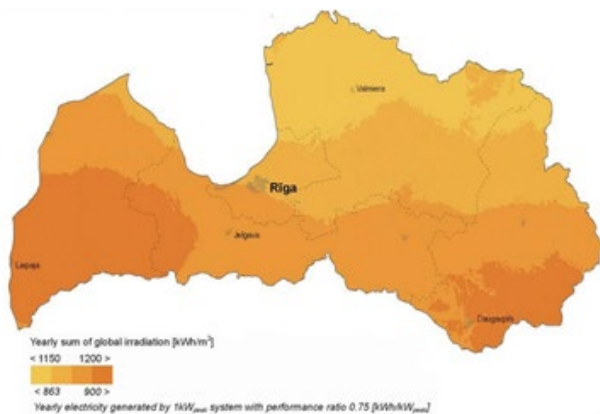 Valmiera
Rīga
Jelgava
Liepaja
Daugavpils
Yearly sum of global irradiation [kWh/m²]
< 1150 1200 >
< 863 900 >
Yearly electricity generated by 1kWpeak system with performance ratio 0.75 [kWh/kWpeak]